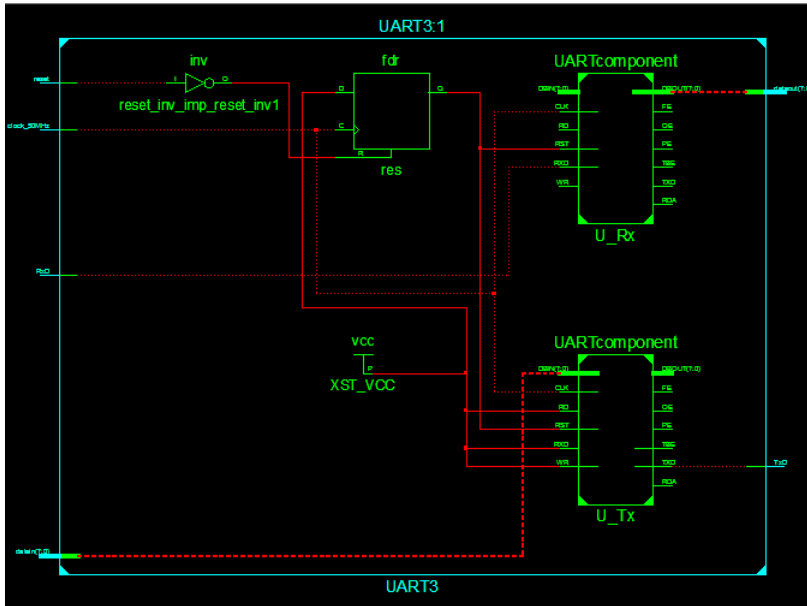 UART3:1
inv
fdr
UARTcomponent
reset
I
O
D
Q
DBIN(7:0)
DBOUT(7:0)
dataout(7:0)
reset_inv_imp_reset_inv1
CLK
FE
clock_50MHz
C
RD
OE
R
RST
PE
res
RXD
TBE
WR
TXD
RDA
U_Rx
RxD
vcc
UARTcomponent
P
DBIN(7:0)
DBOUT(7:0)
XST_VCC
CLK
FE
RD
OE
RST
PE
RXD
TBE
WR
TXD
TxD
RDA
U_Tx
datain(7:0)
UART3